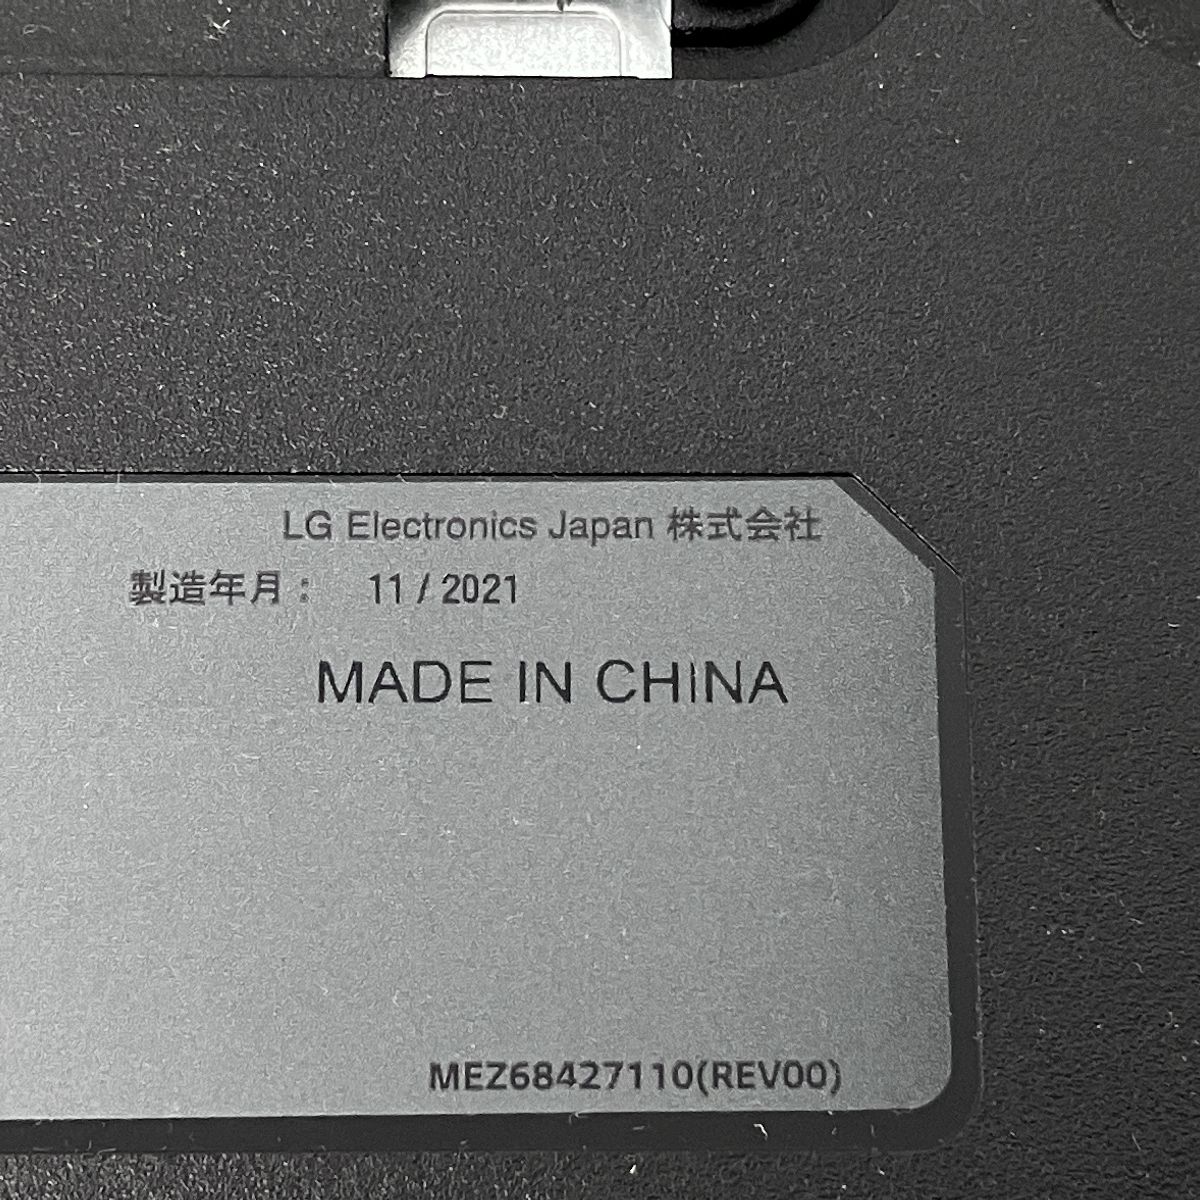 LG Electronics Japan 株式会社
製造年月： 11 / 2021
MADE IN CHINA
MEZ68427110(REV00)